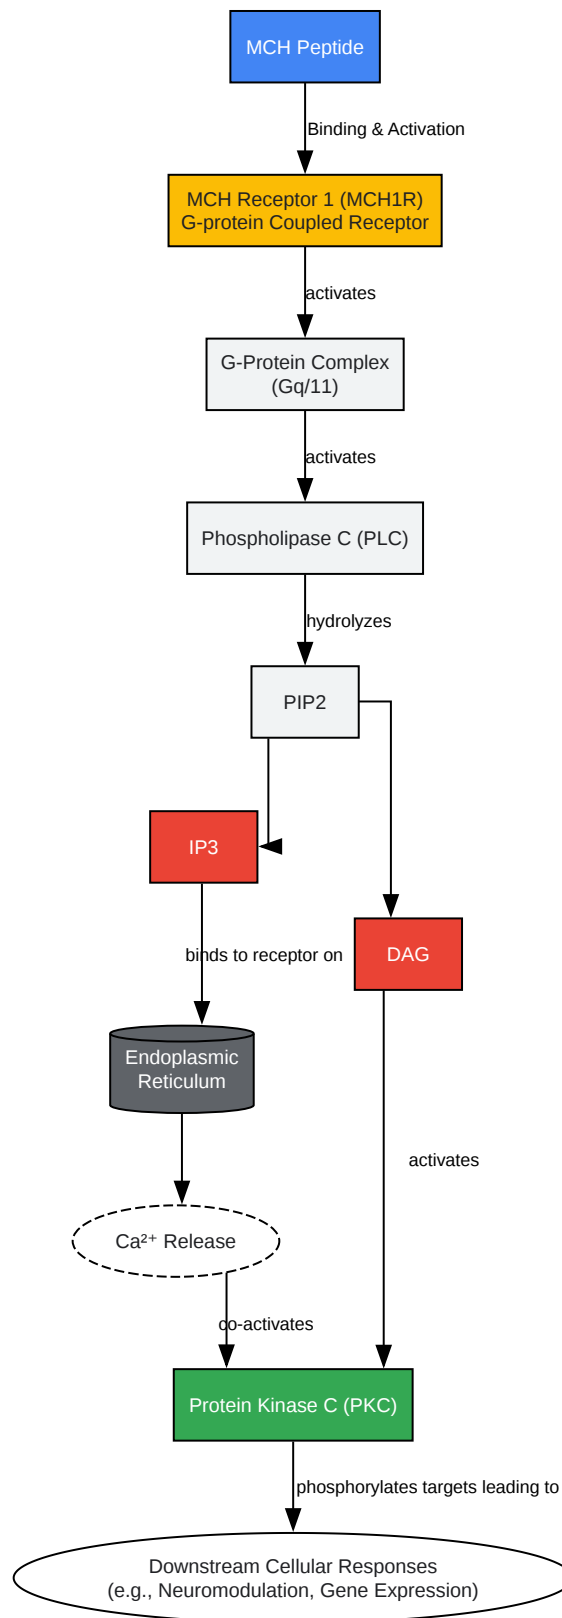 MCH Peptide
Binding & Activation
MCH Receptor 1 (MCH1R)
G-protein Coupled Receptor
activates
G-Protein Complex
(Gq/11)
activates
Phospholipase C (PLC)
hydrolyzes
PIP2
IP3
DAG
binds to receptor on
Endoplasmic
Reticulum
activates
Ca²⁺ Release
co-activates
Protein Kinase C (PKC)
phosphorylates targets leading to
Downstream Cellular Responses
(e.g., Neuromodulation, Gene Expression)